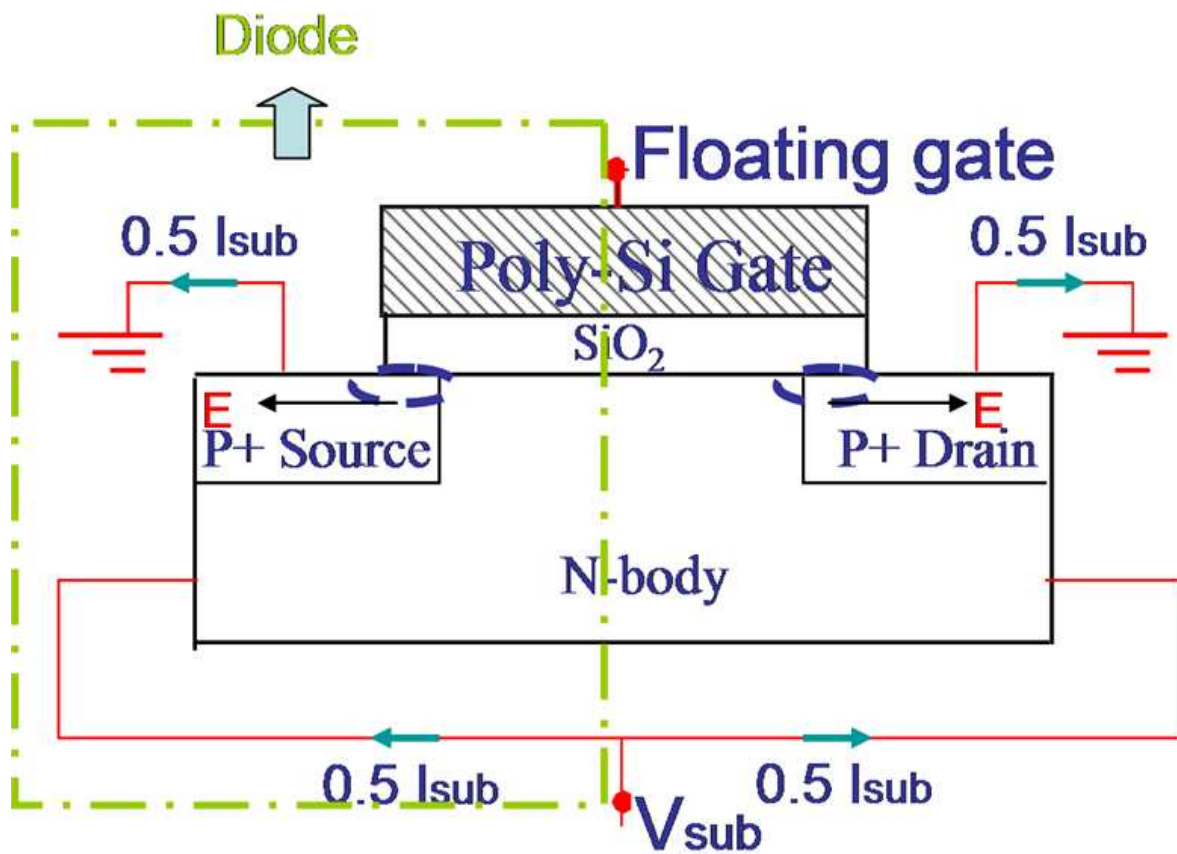 Diode
Floating gate
0.5 Isub
0.5 Isub
Poly-Si Gate
SiO₂
E
E
P+ Source
P+ Drain
N-body
0.5 Isub
0.5 Isub
Vsub